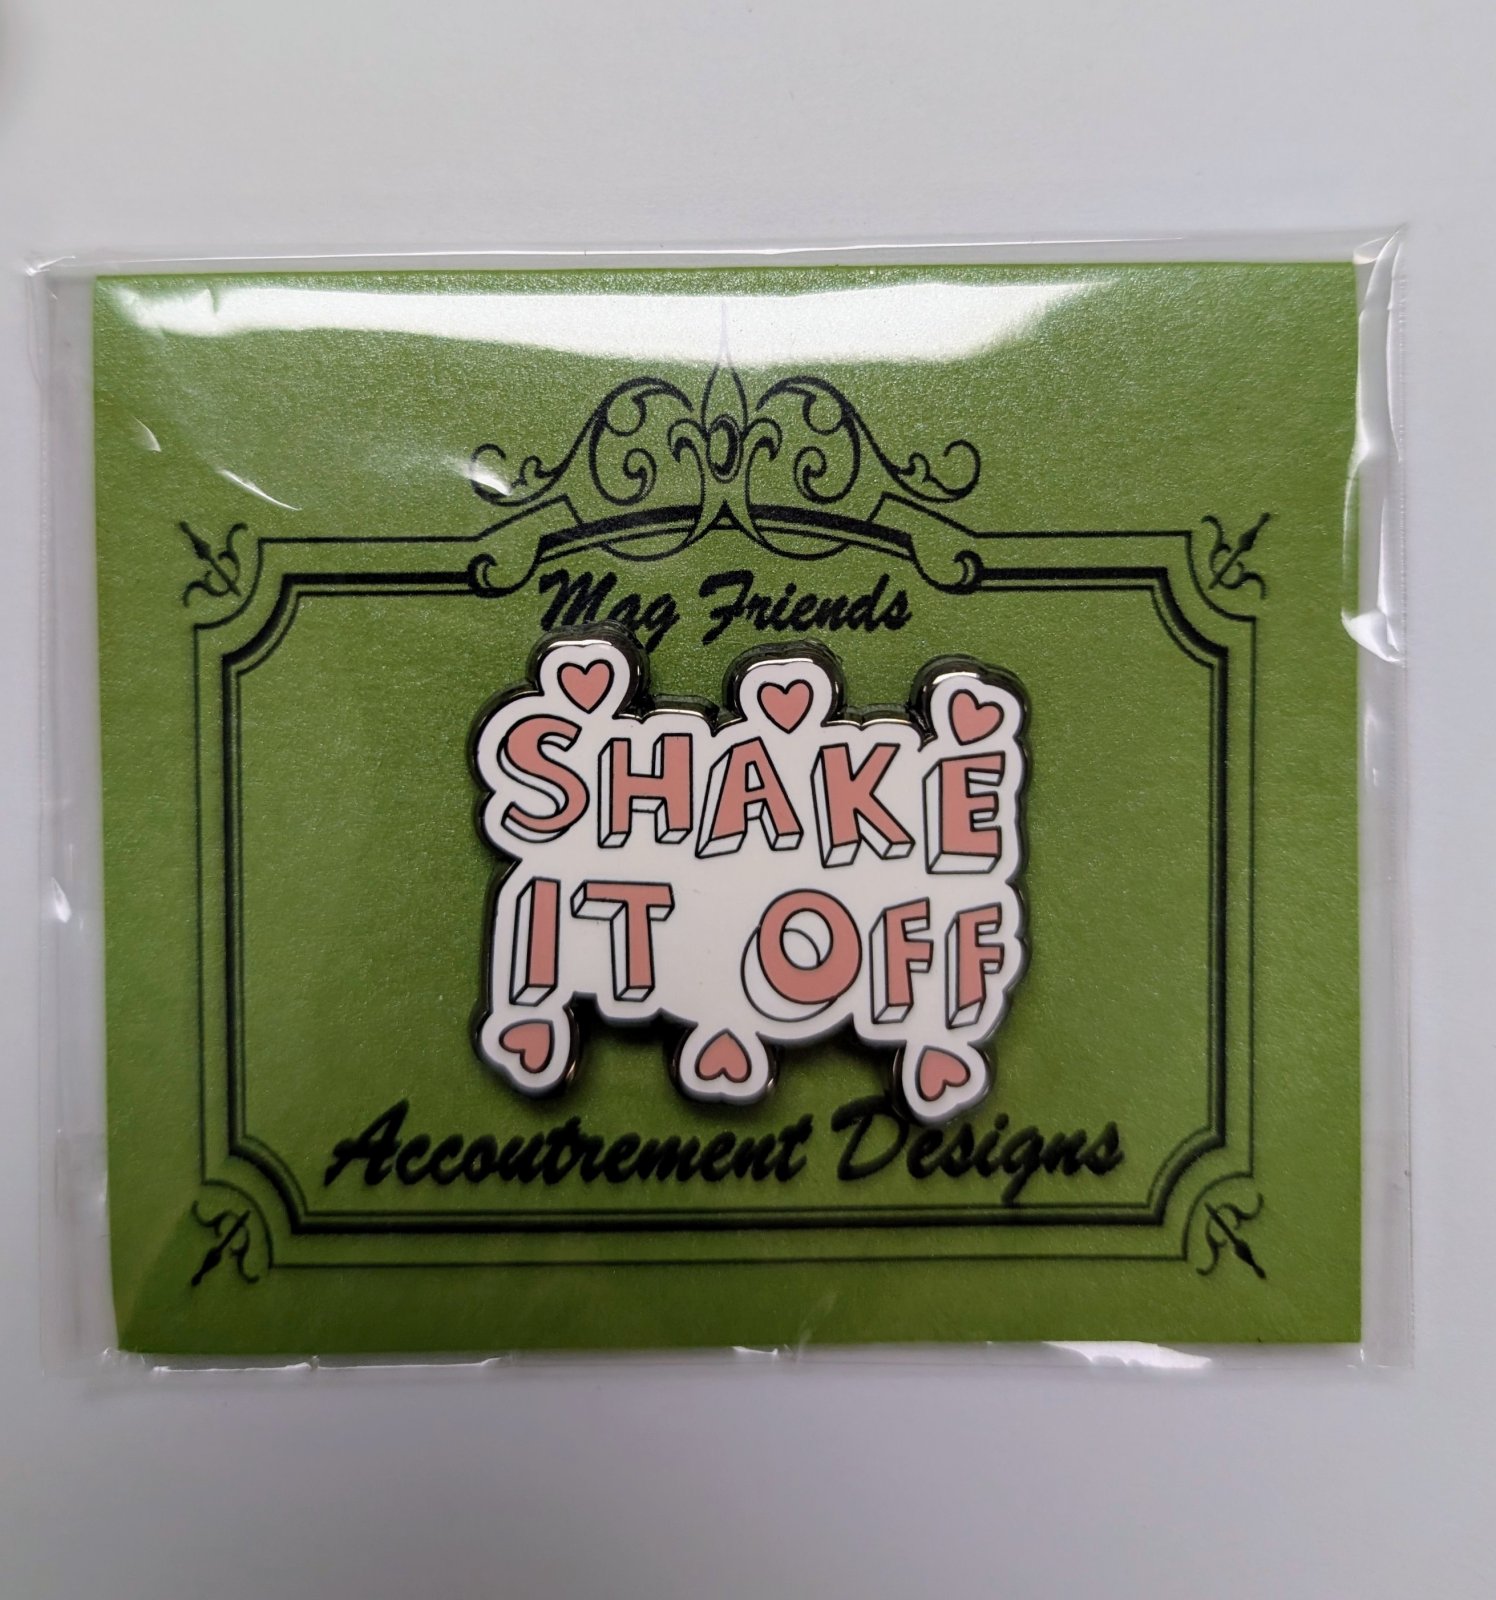 Mag Friends
SHAKE
IT OFF
Accoutrement Designs